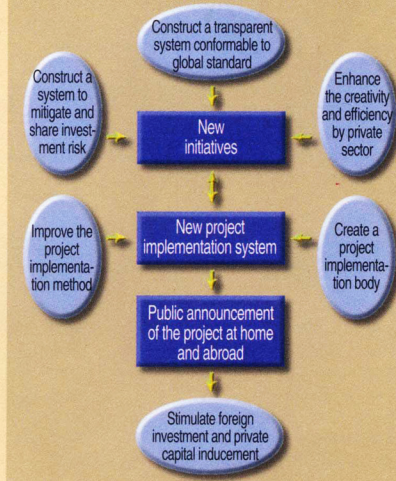 Construct a transparent
system conformable to
global standard
Construct a
system to
mitigate and
share invest-
ment risk
New
initiatives
Enhance
the creativity
and efficiency
by private
sector
Improve the
project
implementa-
tion method
New project
implementation system
Create a
project
implementa-
tion body
Public announcement
of the project at home
and abroad
Stimulate foreign
investment and private
capital inducement